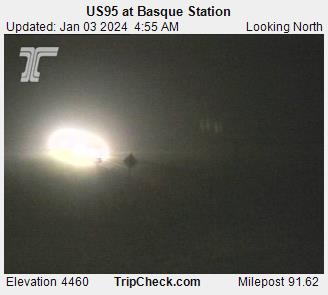 US95 at Basque Station
Updated: Jan 03 2024 4:55 AM Looking North
Elevation 4460 TripCheck.com Milepost 91.62